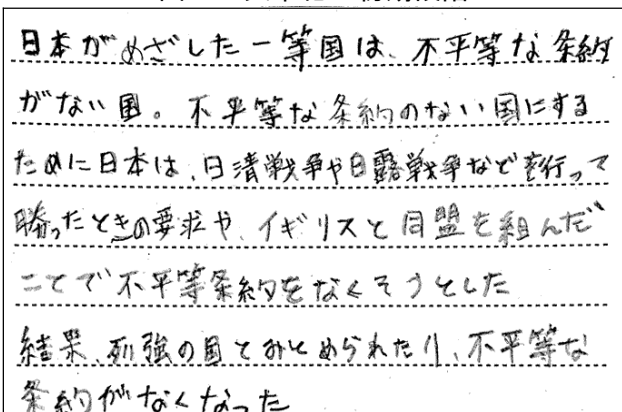 日本がめざした一等国は、不平等な条約
がない国。不平等な条約のない国にする
ために日本は、日清戦争や日露戦争などを行って
勝ったときの要求や、イギリスと同盟を組んだ
ことで不平等条約をなくそうとした
結果、列強の国とみとめられたり、不平等な
条約がなくなった